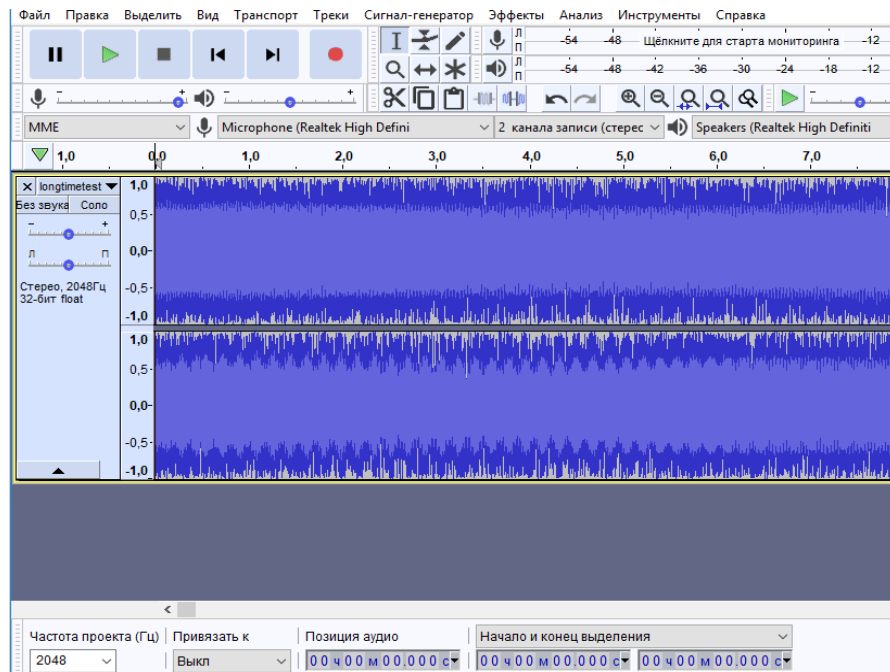 Файл Правка Выделить Вид Транспорт Треки Сигнал-генератор Эффекты Анализ Инструменты Справка
Л П -54 -48 Щёлкните для старта мониторинга -12
Л П -54 -48 -42 -36 -30 -24 -18 -12
- + - + -
MME Microphone (Realtek High Defini 2 канала записи (стерес Speakers (Realtek High Definiti
1,0 0,0 1,0 2,0 3,0 4,0 5,0 6,0 7,0
longtimetest
Без звука Соло
- +
Л П
Стерео, 2048Гц
32-бит float
1,0
0,5
0,0
-0,5
-1,0
1,0
0,5
0,0
-0,5
-1,0
Частота проекта (Гц) Привязать к Позиция аудио Начало и конец выделения
2048 Выкл 00 ч 00 м 00.000 с 00 ч 00 м 00.000 с 00 ч 00 м 00.000 с